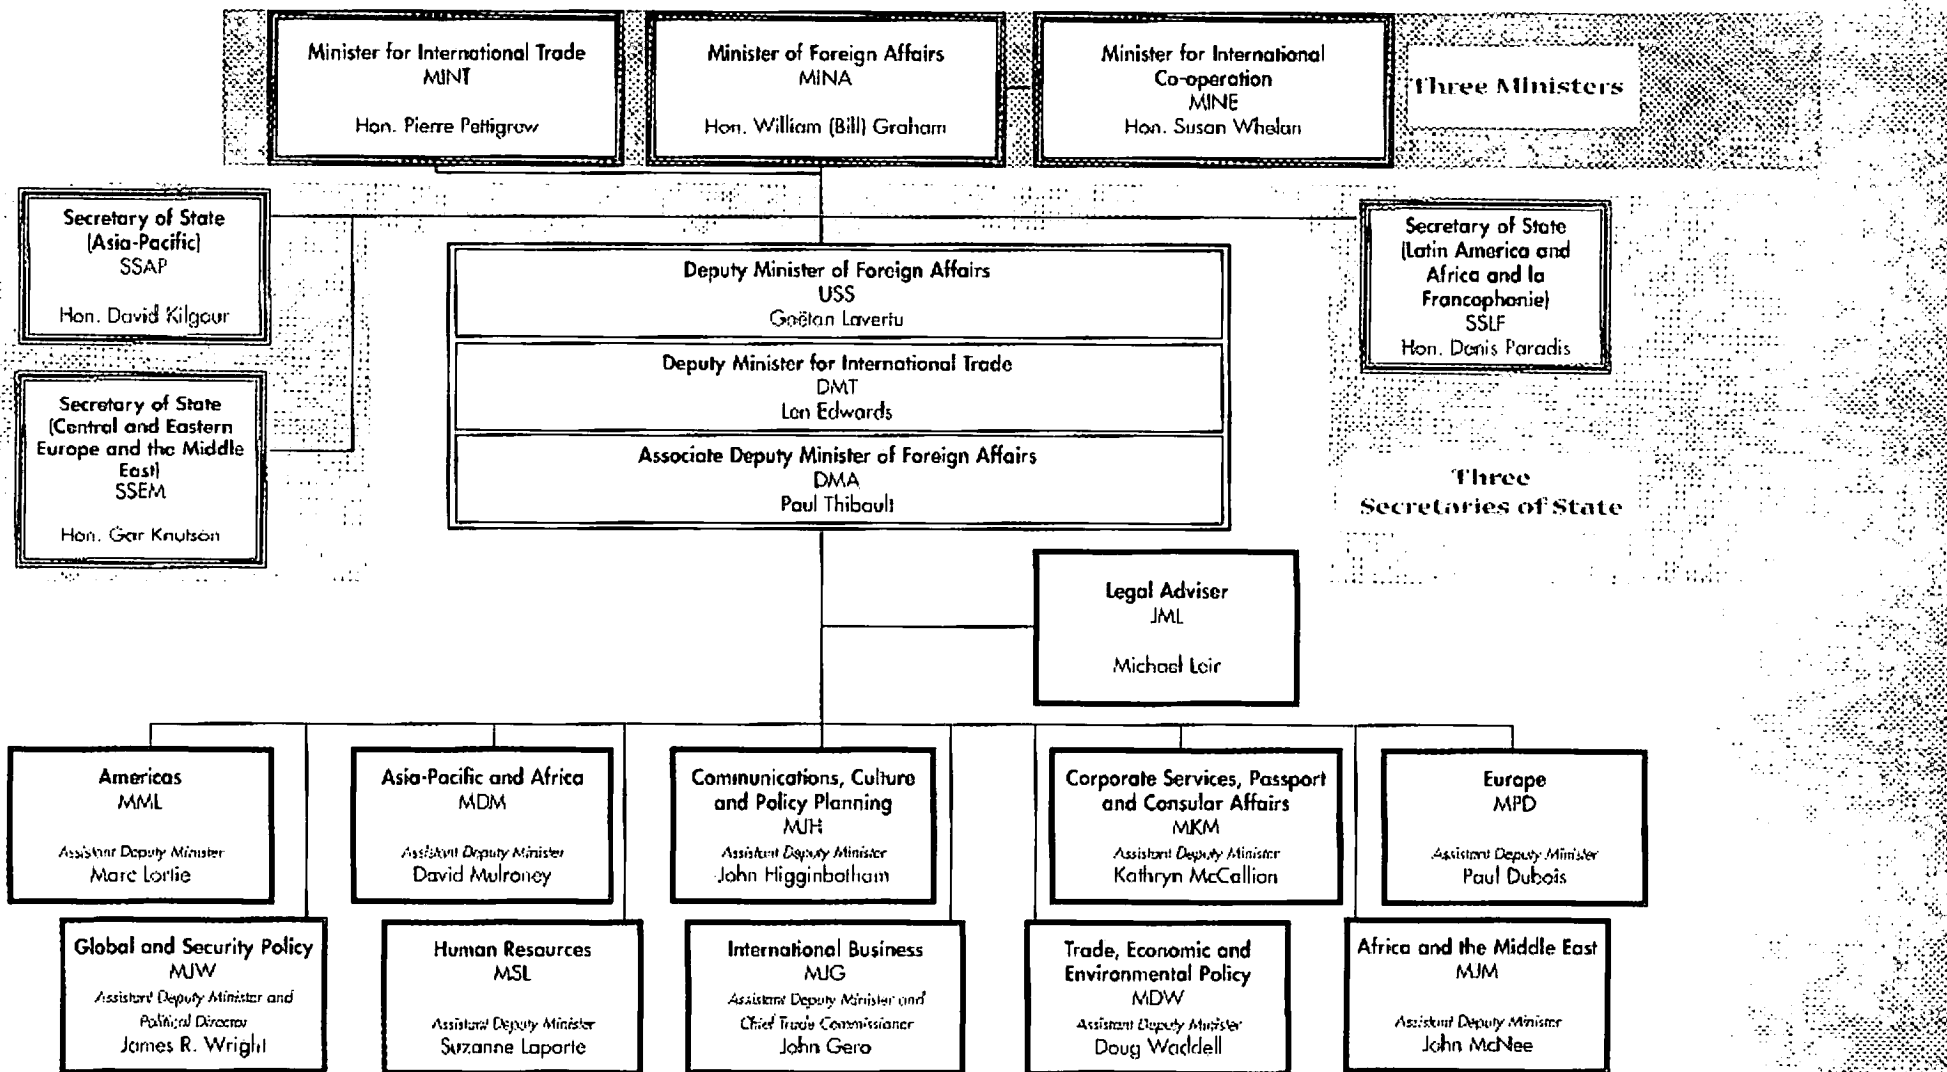 Minister for International Trade
MINT
Hon. Pierre Pettigrew
Minister of Foreign Affairs
MINA
Hon. William (Bill) Graham
Minister for International
Co-operation
MINE
Hon. Susan Whelan
Three Ministers
Secretary of State
(Asia-Pacific)
SSAP
Hon. David Kilgour
Secretary of State
(Central and Eastern
Europe and the Middle
East)
SSEM
Hon. Gar Knutson
Deputy Minister of Foreign Affairs
USS
Gaëtan Lavertu
Deputy Minister for International Trade
DMT
Len Edwards
Associate Deputy Minister of Foreign Affairs
DMA
Paul Thibault
Secretary of State
(Latin America and
Africa and la
Francophonie)
SSLF
Hon. Denis Paradis
Three
Secretaries of State
Legal Adviser
JML
Michael Leir
Americas
MML
Assistant Deputy Minister
Marc Lortie
Asia-Pacific and Africa
MDM
Assistant Deputy Minister
David Mulroney
Communications, Culture
and Policy Planning
MJH
Assistant Deputy Minister
John Higginbotham
Corporate Services, Passport
and Consular Affairs
MKM
Assistant Deputy Minister
Kathryn McCallion
Europe
MPD
Assistant Deputy Minister
Paul Dubois
Global and Security Policy
MJW
Assistant Deputy Minister and
Political Director
James R. Wright
Human Resources
MSL
Assistant Deputy Minister
Suzanne Laporte
International Business
MJG
Assistant Deputy Minister and
Chief Trade Commissioner
John Gero
Trade, Economic and
Environmental Policy
MDW
Assistant Deputy Minister
Doug Waddell
Africa and the Middle East
MJM
Assistant Deputy Minister
John McNee